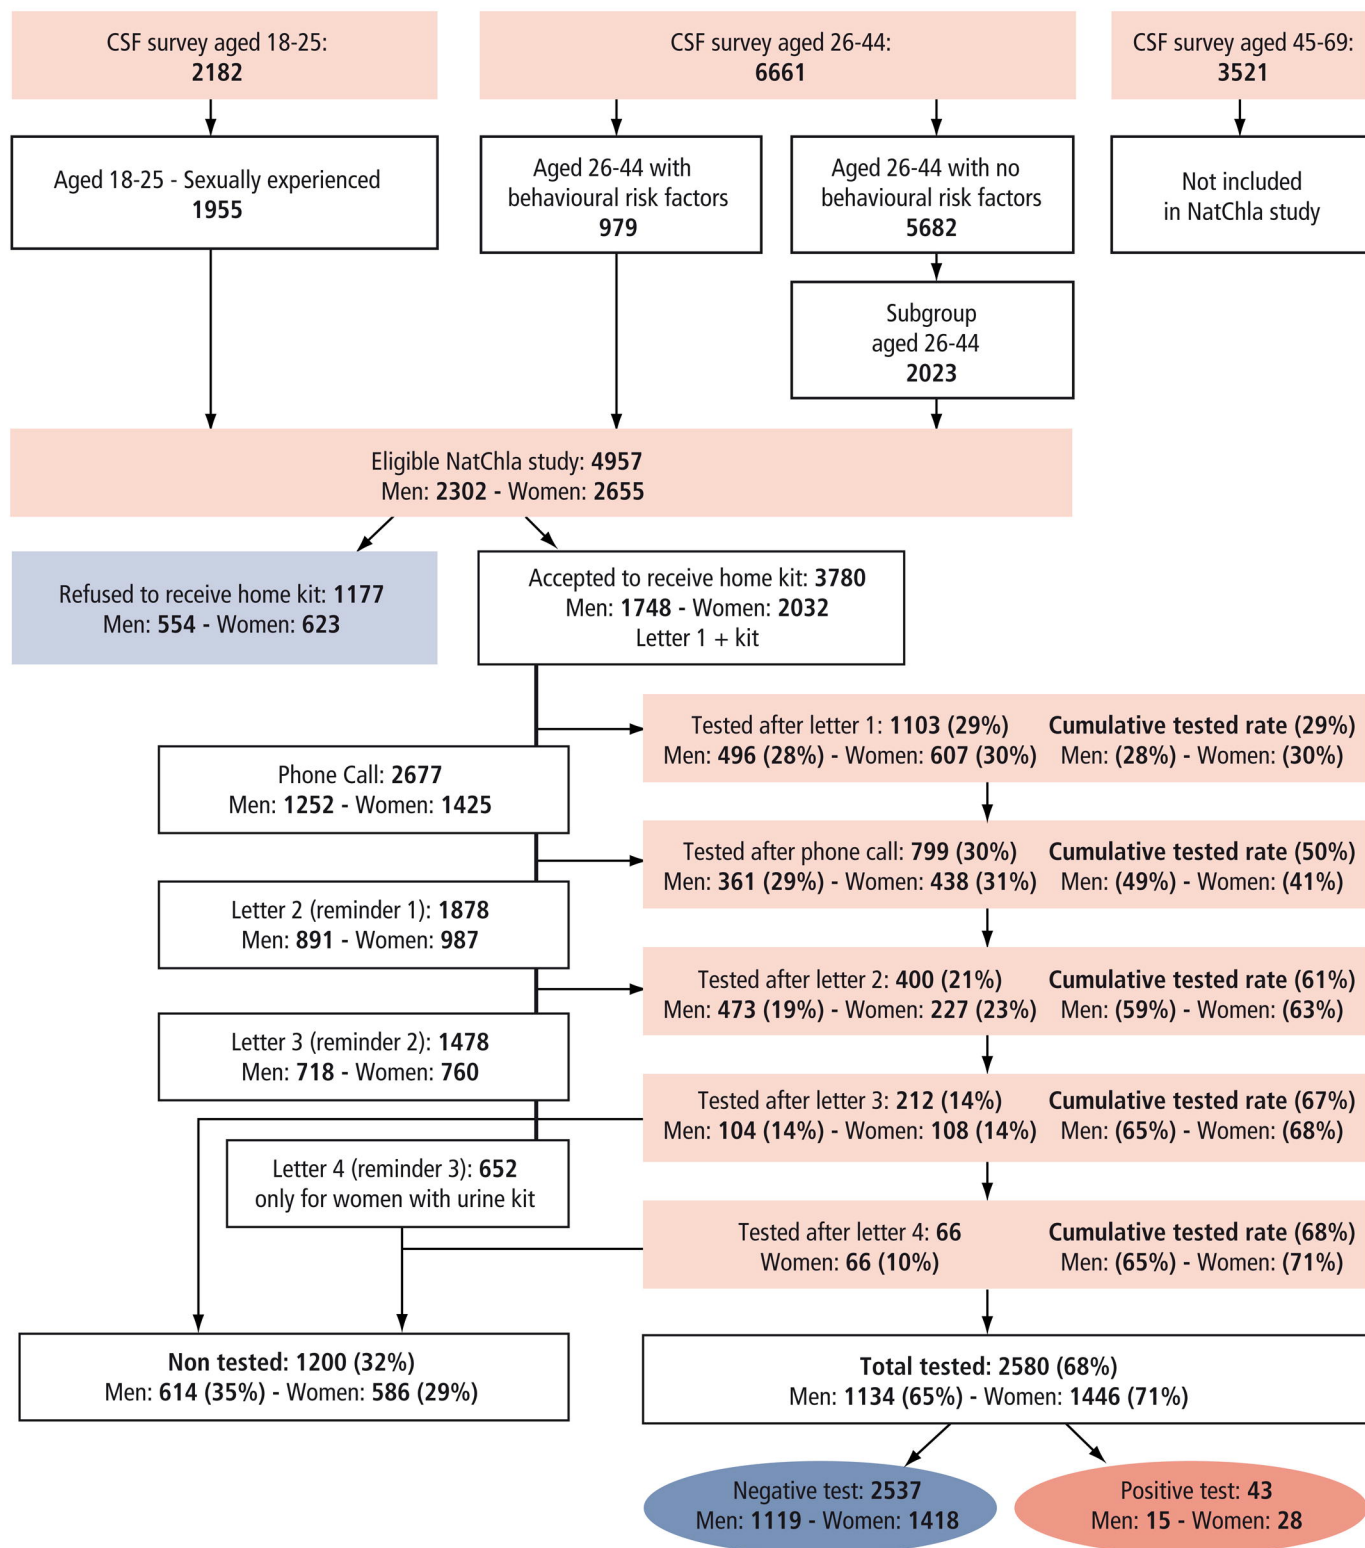 CSF survey aged 18-25:
2182
CSF survey aged 26-44:
6661
CSF survey aged 45-69:
3521
Aged 18-25 - Sexually experienced
1955
Aged 26-44 with
behavioural risk factors
979
Aged 26-44 with no
behavioural risk factors
5682
Not included
in NatChla study
Subgroup
aged 26-44
2023
Eligible NatChla study: 4957
Men: 2302 - Women: 2655
Refused to receive home kit: 1177
Men: 554 - Women: 623
Accepted to receive home kit: 3780
Men: 1748 - Women: 2032
Letter 1 + kit
Tested after letter 1: 1103 (29%)
Men: 496 (28%) - Women: 607 (30%)
Cumulative tested rate (29%)
Men: (28%) - Women: (30%)
Phone Call: 2677
Men: 1252 - Women: 1425
Tested after phone call: 799 (30%)
Men: 361 (29%) - Women: 438 (31%)
Cumulative tested rate (50%)
Men: (49%) - Women: (41%)
Letter 2 (reminder 1): 1878
Men: 891 - Women: 987
Tested after letter 2: 400 (21%)
Men: 473 (19%) - Women: 227 (23%)
Cumulative tested rate (61%)
Men: (59%) - Women: (63%)
Letter 3 (reminder 2): 1478
Men: 718 - Women: 760
Tested after letter 3: 212 (14%)
Men: 104 (14%) - Women: 108 (14%)
Cumulative tested rate (67%)
Men: (65%) - Women: (68%)
Letter 4 (reminder 3): 652
only for women with urine kit
Tested after letter 4: 66
Women: 66 (10%)
Cumulative tested rate (68%)
Men: (65%) - Women: (71%)
Non tested: 1200 (32%)
Men: 614 (35%) - Women: 586 (29%)
Total tested: 2580 (68%)
Men: 1134 (65%) - Women: 1446 (71%)
Negative test: 2537
Men: 1119 - Women: 1418
Positive test: 43
Men: 15 - Women: 28